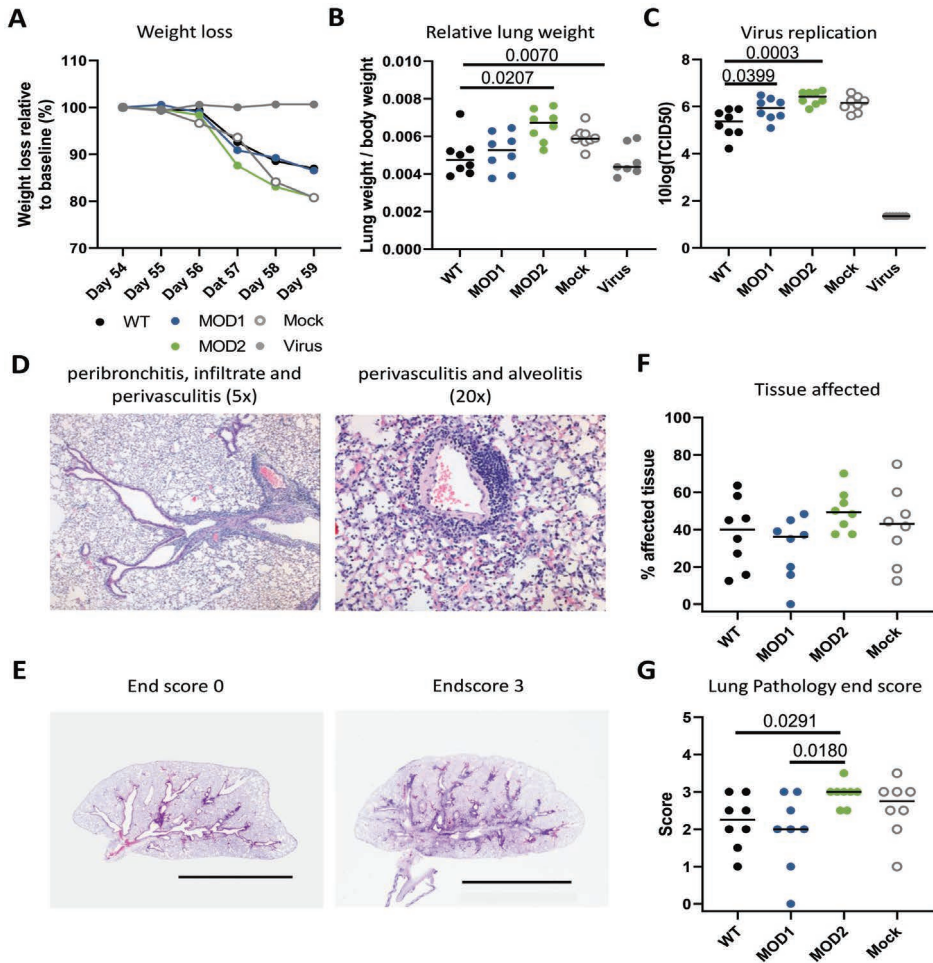 A
Weight loss
Weight loss relative
to baseline (%)
110
100
90
80
70
Day 54
Day 55
Day 56
Dat 57
Day 58
Day 59
WT
MOD1
Mock
MOD2
Virus
B
Relative lung weight
0.0070
0.0207
Lung weight / body weight
0.010
0.008
0.006
0.004
0.002
0.000
WT
MOD1
MOD2
Mock
Virus
C
Virus replication
0.0003
0.0399
10log(TCID50)
8
6
4
2
0
WT
MOD1
MOD2
Mock
Virus
D
peribronchitis, infiltrate and
perivasculitis (5x)
perivasculitis and alveolitis
(20x)
E
End score 0
Endscore 3
F
Tissue affected
% affected tissue
100
80
60
40
20
0
WT
MOD1
MOD2
Mock
G
Lung Pathology end score
0.0291
0.0180
Score
5
4
3
2
1
0
WT
MOD1
MOD2
Mock